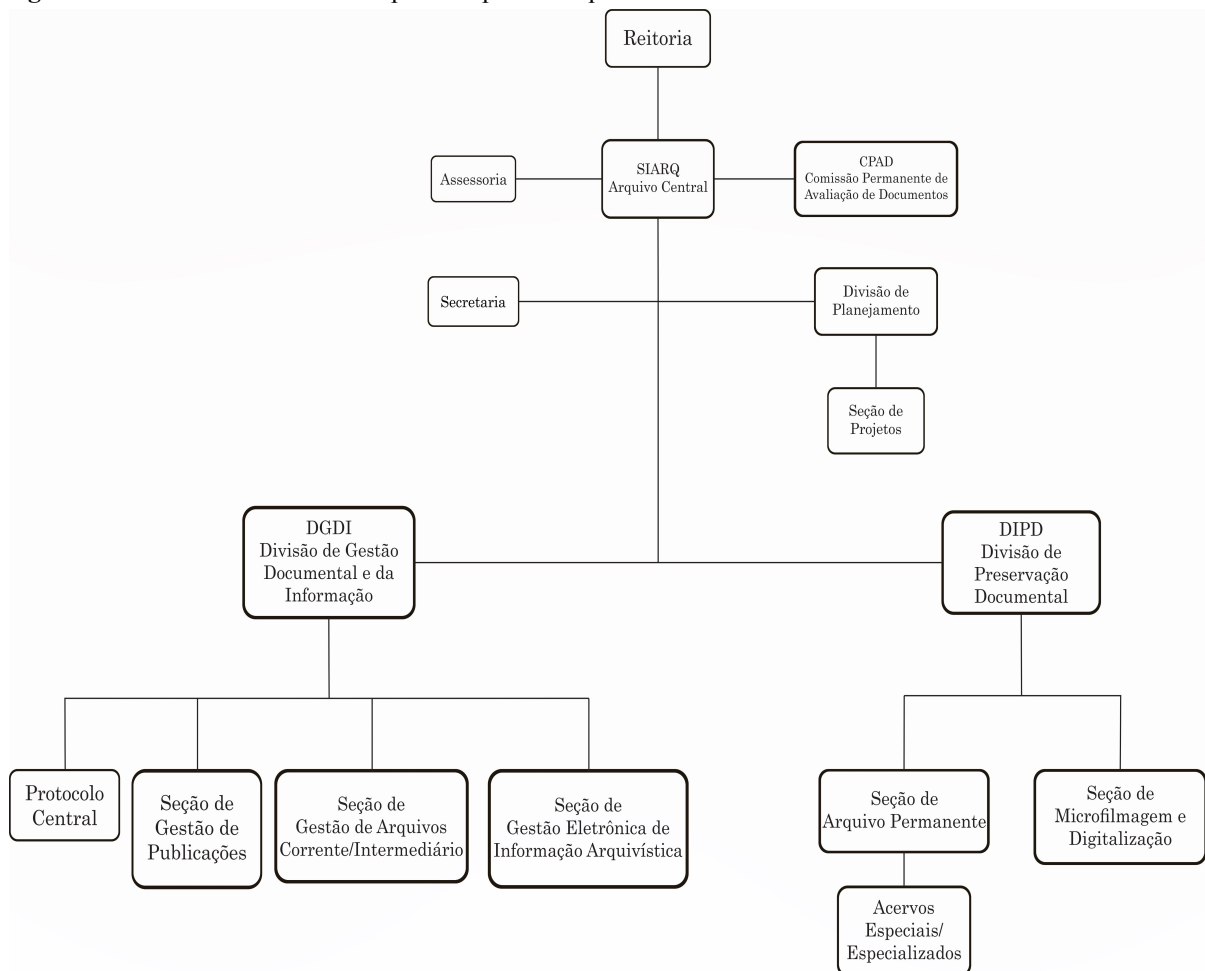 Reitoria
SIARQ
Arquivo Central
Assessoria
CPAD
Comissão Permanente de
Avaliação de Documentos
Secretaria
Divisão de
Planejamento
Seção de
Projetos
DGDI
Divisão de Gestão
Documental e da
Informação
DIPD
Divisão de
Preservação
Documental
Protocolo
Central
Seção de
Gestão de
Publicações
Seção de
Gestão de Arquivos
Corrente/Intermediário
Seção de
Gestão Eletrônica de
Informação Arquivística
Seção de
Arquivo Permanente
Seção de
Microfilmagem e
Digitalização
Acervos
Especiais/
Especializados